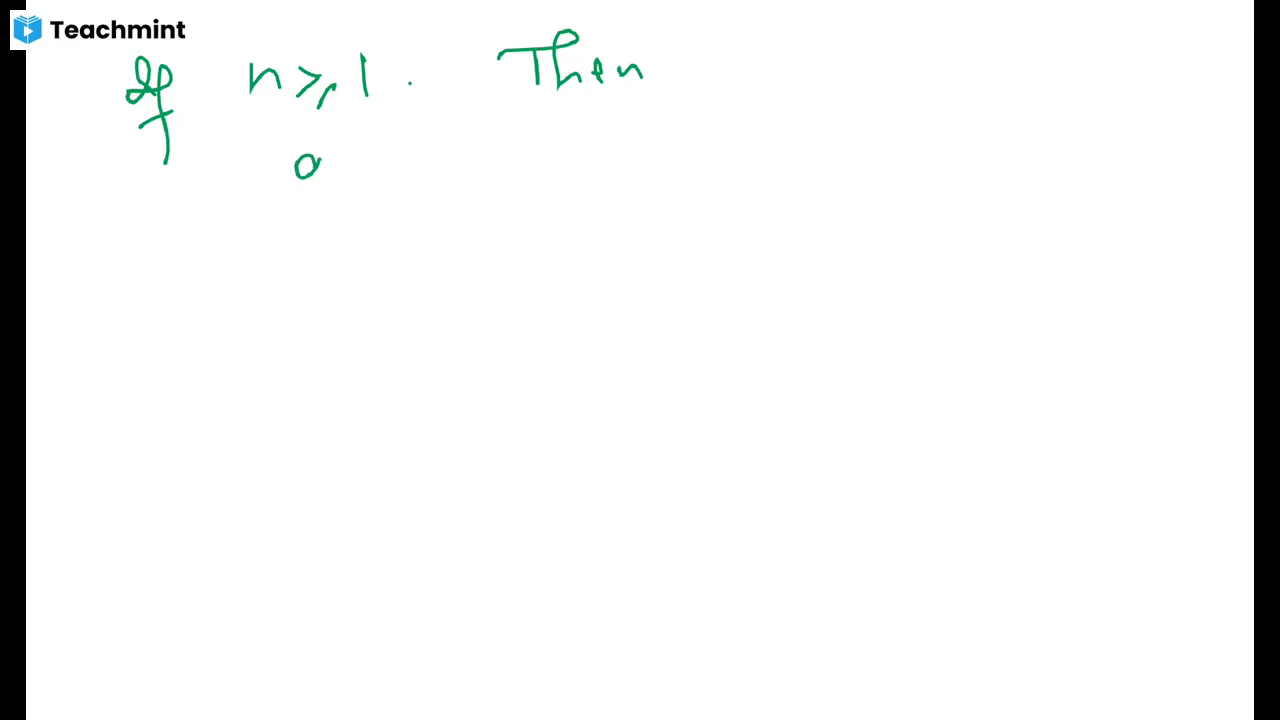 Teachmint
If n ⩾ 1. Then
a